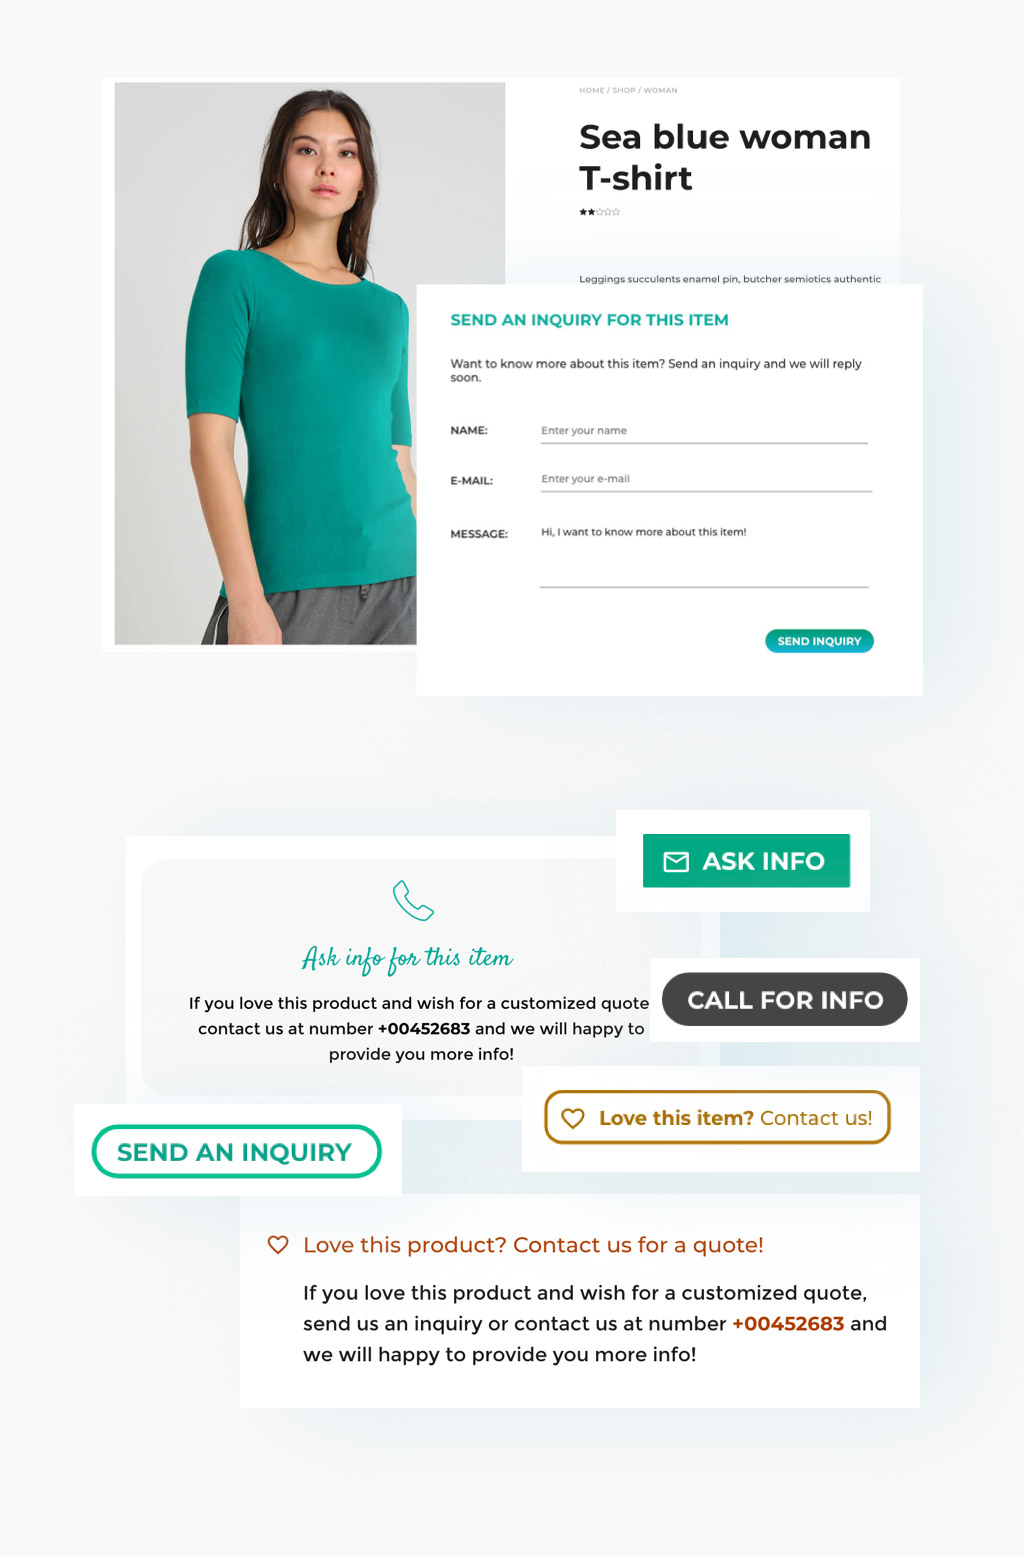 HOME / SHOP / WOMAN
Sea blue woman
T-shirt
Leggings succulents enamel pin, butcher semiotics authentic
SEND AN INQUIRY FOR THIS ITEM
Want to know more about this item? Send an inquiry and we will reply
soon.
NAME:
Enter your name
E-MAIL:
Enter your e-mail
MESSAGE:
Hi, I want to know more about this item!
SEND INQUIRY
ASK INFO
Ask info for this item
If you love this product and wish for a customized quote
contact us at number +00452683 and we will happy to
provide you more info!
CALL FOR INFO
Love this item? Contact us!
SEND AN INQUIRY
Love this product? Contact us for a quote!
If you love this product and wish for a customized quote,
send us an inquiry or contact us at number +00452683 and
we will happy to provide you more info!